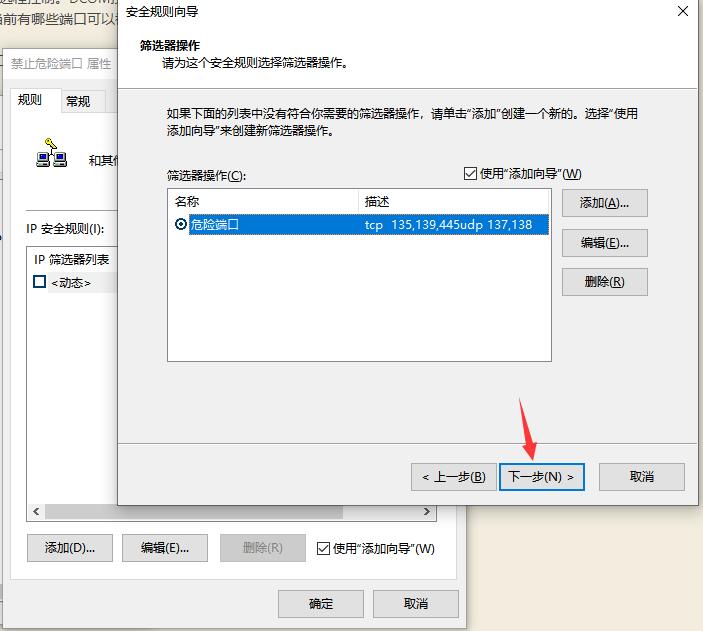 安全规则向导
筛选器操作
请为这个安全规则选择筛选器操作。
如果下面的列表中没有符合你需要的筛选器操作，请单击“添加”创建一个新的。选择“使用
添加向导”来创建新筛选器操作。
筛选器操作(C):
使用“添加向导”(W)
名称 描述
危险端口 tcp 135,139,445udp 137,138
添加(A)...
编辑(E)...
删除(R)
< 上一步(B)
下一步(N) >
取消
禁止危险端口 属性
规则 常规
和其他
IP 安全规则(I):
IP 筛选器列表
<动态>
添加(D)...
编辑(E)...
删除(R)
使用“添加向导”(W)
确定
取消
前有哪些端口可以